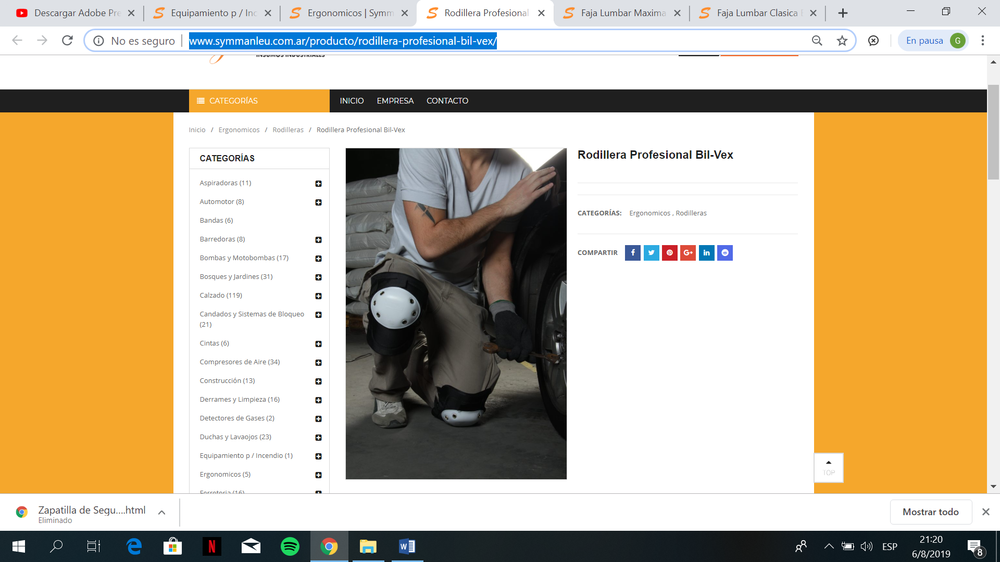 Descargar Adobe Pre
Equipamiento p / Inc
Ergonomicos | Symm
Rodillera Profesional
Faja Lumbar Maxima
Faja Lumbar Clasica
No es seguro
www.symmanleu.com.ar/producto/rodillera-profesional-bil-vex/
En pausa
G
INSUMOS INDUSTRIALES
CATEGORÍAS
INICIO
EMPRESA
CONTACTO
Inicio / Ergonomicos / Rodilleras / Rodillera Profesional Bil-Vex
CATEGORÍAS
Aspiradoras (11)
Automotor (8)
Bandas (6)
Barredoras (8)
Bombas y Motobombas (17)
Bosques y Jardines (31)
Calzado (119)
Candados y Sistemas de Bloqueo
(21)
Cintas (6)
Compresores de Aire (34)
Construcción (13)
Derrames y Limpieza (16)
Detectores de Gases (2)
Duchas y Lavaojos (23)
Equipamiento p / Incendio (1)
Ergonomicos (5)
Ferreteria (16)
Rodillera Profesional Bil-Vex
CATEGORÍAS: Ergonomicos , Rodilleras
COMPARTIR
TOP
Zapatilla de Segu....html
Eliminado
Mostrar todo
ESP
21:20
6/8/2019
8